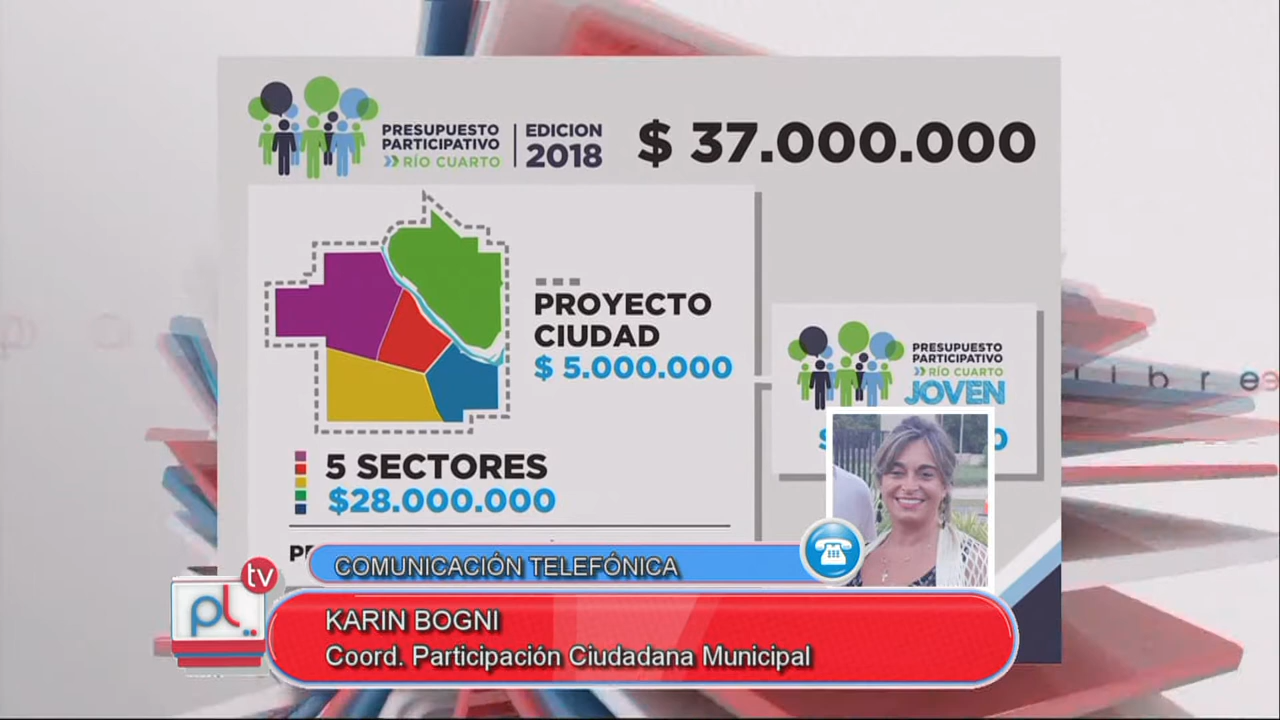 PRESUPUESTO
PARTICIPATIVO
RÍO CUARTO
EDICION
2018
$ 37.000.000
PROYECTO
CIUDAD
$ 5.000.000
5 SECTORES
$28.000.000
PRESUPUESTO
PARTICIPATIVO
RÍO CUARTO
JOVEN
COMUNICACIÓN TELEFÓNICA
tv
pl..
KARIN BOGNI
Coord. Participación Ciudadana Municipal